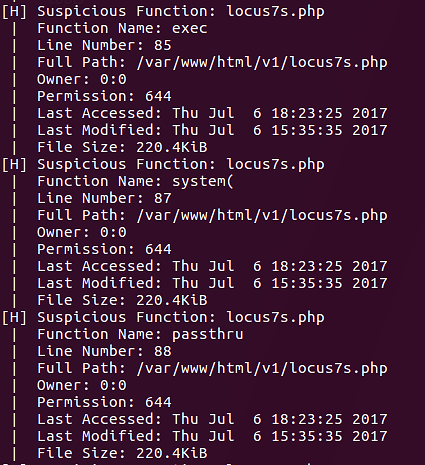 [H] Suspicious Function: locus7s.php
 |  Function Name: exec
 |  Line Number: 85
 |  Full Path: /var/www/html/v1/locus7s.php
 |  Owner: 0:0
 |  Permission: 644
 |  Last Accessed: Thu Jul  6 18:23:25 2017
 |  Last Modified: Thu Jul  6 15:35:35 2017
 |  File Size: 220.4KiB
[H] Suspicious Function: locus7s.php
 |  Function Name: system(
 |  Line Number: 87
 |  Full Path: /var/www/html/v1/locus7s.php
 |  Owner: 0:0
 |  Permission: 644
 |  Last Accessed: Thu Jul  6 18:23:25 2017
 |  Last Modified: Thu Jul  6 15:35:35 2017
 |  File Size: 220.4KiB
[H] Suspicious Function: locus7s.php
 |  Function Name: passthru
 |  Line Number: 88
 |  Full Path: /var/www/html/v1/locus7s.php
 |  Owner: 0:0
 |  Permission: 644
 |  Last Accessed: Thu Jul  6 18:23:25 2017
 |  Last Modified: Thu Jul  6 15:35:35 2017
 |  File Size: 220.4KiB